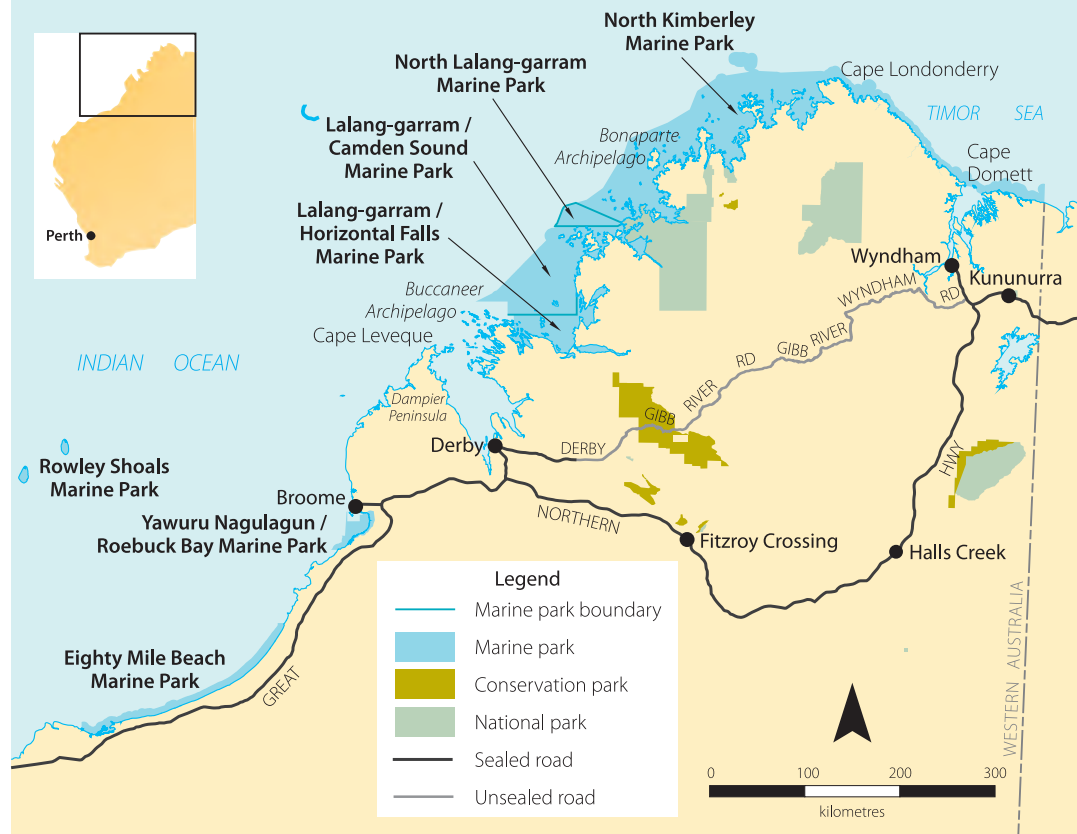 North Kimberley
Marine Park
North Lalang-garram
Marine Park
Cape Londonderry
TIMOR SEA
Lalang-garram /
Camden Sound
Marine Park
Bonaparte
Archipelago
Cape
Domett
Lalang-garram /
Horizontal Falls
Marine Park
Perth
Wyndham
Kununurra
WYNDHAM
RD
Buccaneer
Archipelago
Cape Leveque
INDIAN OCEAN
RIVER
GIBB
RD
RIVER
GIBB
DERBY
Dampier
Peninsula
Derby
Rowley Shoals
Marine Park
Broome
Yawuru Nagulagun /
Roebuck Bay Marine Park
NORTHERN
HWY
Fitzroy Crossing
Halls Creek
Eighty Mile Beach
Marine Park
GREAT
WESTERN AUSTRALIA
Legend
Marine park boundary
Marine park
Conservation park
National park
Sealed road
Unsealed road
0 100 200 300
kilometres